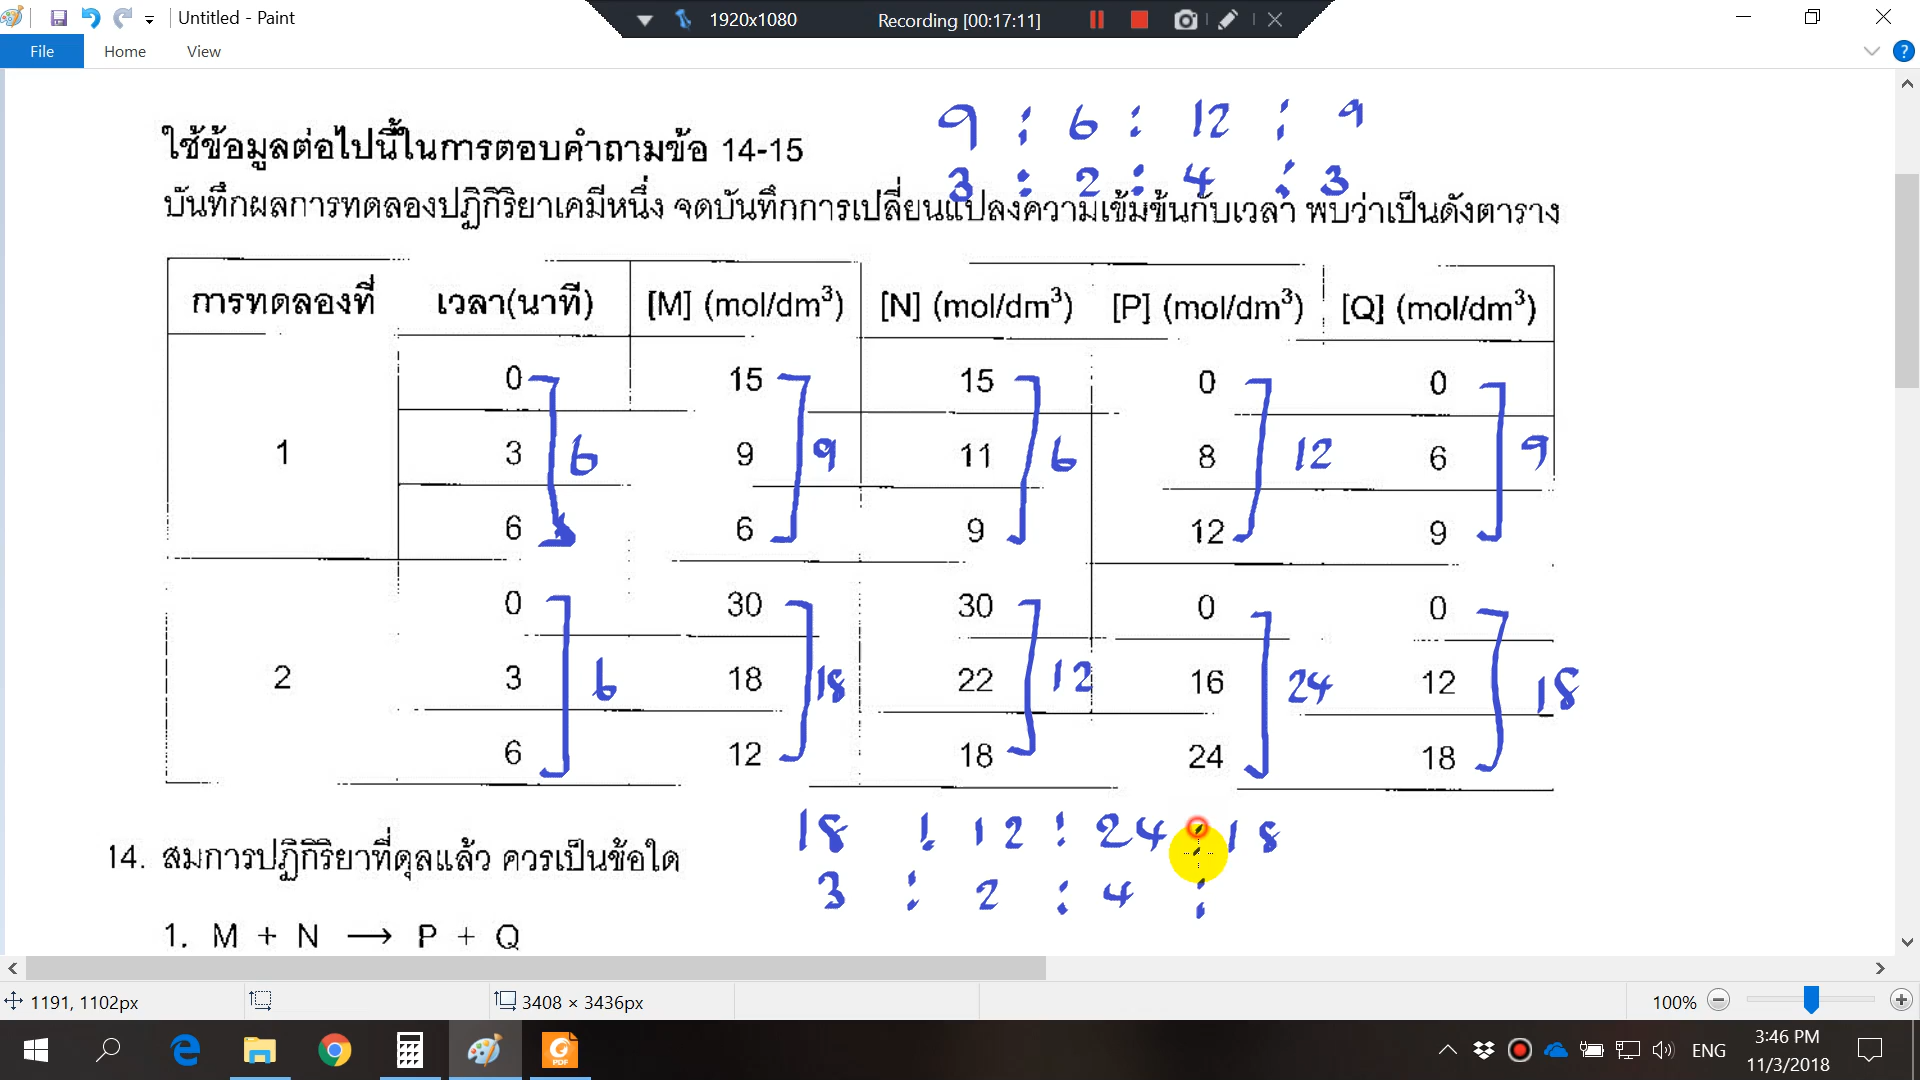 Untitled - Paint
1920x1080
Recording [00:17:11]
File Home View
9 : 6 : 12 : 9
ใช้ข้อมูลต่อไปนี้ในการตอบคำถามข้อ 14-15
3 : 2 : 4 : 3
บันทึกผลการทดลองปฏิกิริยาเคมีหนึ่ง จดบันทึกการเปลี่ยนแปลงความเข้มข้นกับเวลา พบว่าเป็นดังตาราง
การทดลองที่ เวลา(นาที) [M] (mol/dm³) [N] (mol/dm³) [P] (mol/dm³) [Q] (mol/dm³)
0 15 15 0 0
1 3 6 9 9 11 6 8 12 6 9
6 6 9 12 9
0 30 30 0 0
2 3 6 18 18 22 12 16 24 12 18
6 12 18 24 18
18 : 12 : 24 : 18
14. สมการปฏิกิริยาที่ดุลแล้ว ควรเป็นข้อใด
3 : 2 : 4 :
1. M + N → P + Q
1191, 1102px
3408 × 3436px
100%
ENG
3:46 PM
11/3/2018
PDF